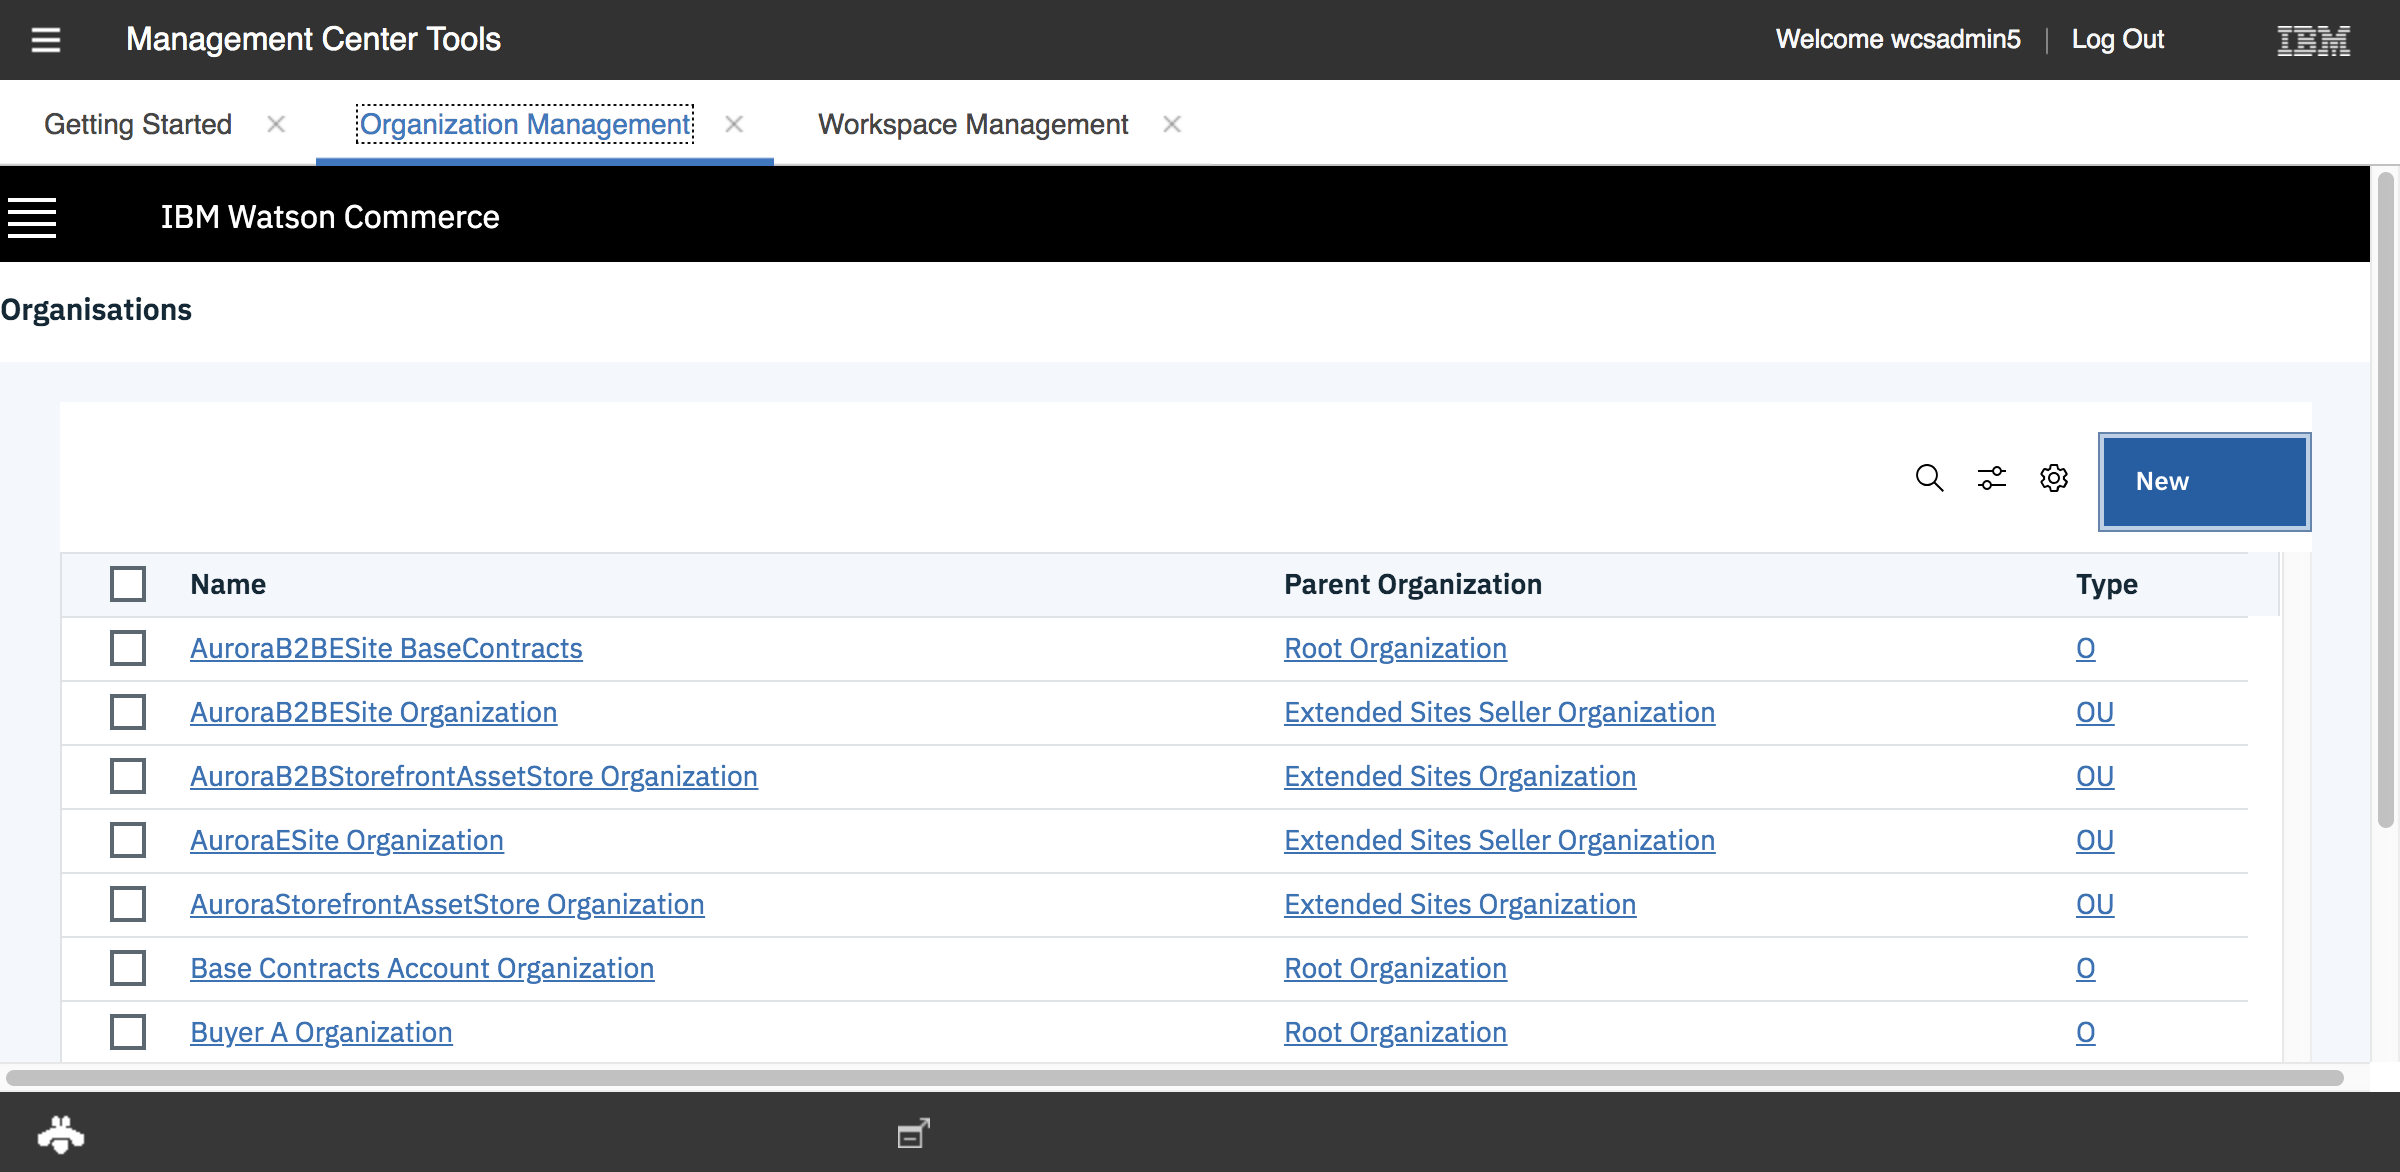 Management Center Tools Welcome wcsadmin5 Log Out IBM
Getting Started Organization Management Workspace Management
IBM Watson Commerce
Organisations
New
Name Parent Organization Type
AuroraB2BESite BaseContracts Root Organization O
AuroraB2BESite Organization Extended Sites Seller Organization OU
AuroraB2BStorefrontAssetStore Organization Extended Sites Organization OU
AuroraESite Organization Extended Sites Seller Organization OU
AuroraStorefrontAssetStore Organization Extended Sites Organization OU
Base Contracts Account Organization Root Organization O
Buyer A Organization Root Organization O